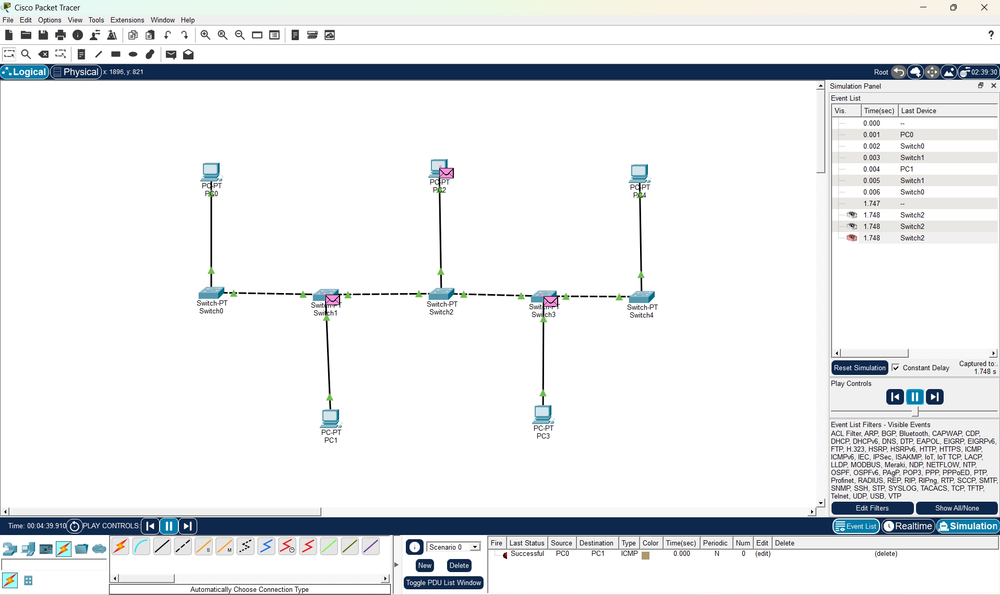 Cisco Packet Tracer
File Edit Options View Tools Extensions Window Help
Logical Physical x: 1896, y: 821 Root 02:39:30
Simulation Panel
Event List
Vis. Time(sec) Last Device
0.000 --
0.001 PC0
0.002 Switch0
0.003 Switch1
0.004 PC1
0.005 Switch1
0.006 Switch0
1.747 --
1.748 Switch2
1.748 Switch2
1.748 Switch2
PC-PT
PC0
PC-PT
PC2
PC-PT
PC4
Switch-PT
Switch0
Switch-PT
Switch1
Switch-PT
Switch2
Switch-PT
Switch3
Switch-PT
Switch4
PC-PT
PC1
PC-PT
PC3
Reset Simulation Constant Delay Captured to:
1.748 s
Play Controls
Event List Filters - Visible Events
ACL Filter, ARP, BGP, Bluetooth, CAPWAP, CDP,
DHCP, DHCPv6, DNS, DTP, EAPOL, EIGRP, EIGRPv6,
FTP, H.323, HSRP, HSRPv6, HTTP, HTTPS, ICMP,
ICMPv6, IEC, IPSec, ISAKMP, IoT, IoT TCP, LACP,
LLDP, MODBUS, Meraki, NDP, NETFLOW, NTP,
OSPF, OSPFv6, PAgP, POP3, PPP, PPPoED, PTP,
Profinet, RADIUS, REP, RIP, RIPng, RTP, SCCP, SMTP,
SNMP, SSH, STP, SYSLOG, TACACS, TCP, TFTP,
Telnet, UDP, USB, VTP
Edit Filters Show All/None
Time: 00:04:39.910 PLAY CONTROLS: Event List Realtime Simulation
S M
Scenario 0
New Delete
Toggle PDU List Window
Fire Last Status Source Destination Type Color Time(sec) Periodic Num Edit Delete
Successful PC0 PC1 ICMP 0.000 N 0 (edit) (delete)
Automatically Choose Connection Type